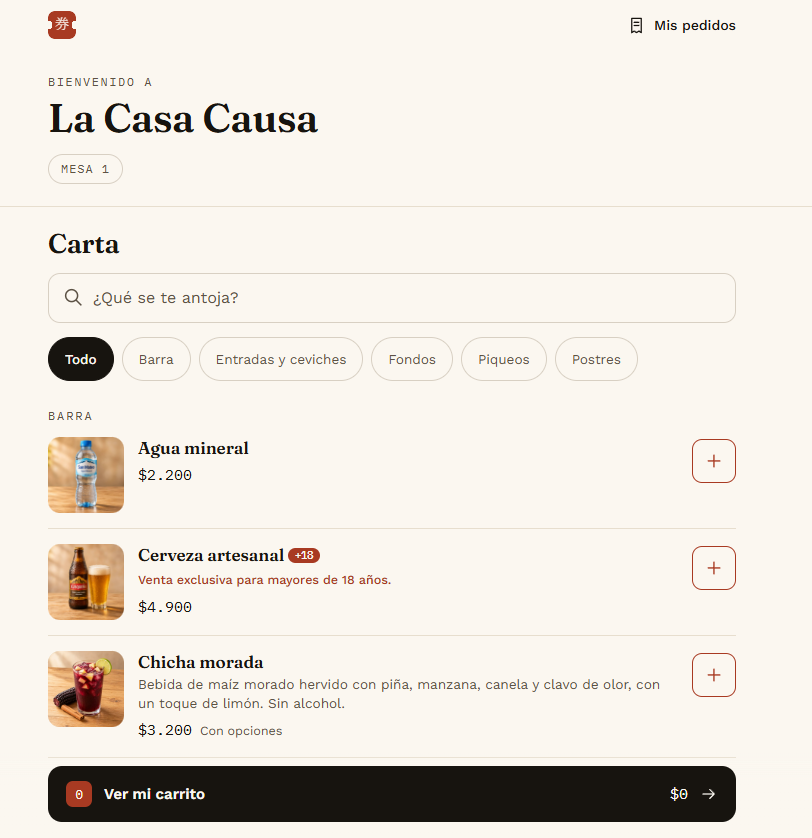 券
Mis pedidos
BIENVENIDO A
La Casa Causa
MESA 1
Carta
¿Qué se te antoja?
Todo
Barra
Entradas y ceviches
Fondos
Piqueos
Postres
BARRA
Agua mineral
$2.200
Cerveza artesanal +18
Venta exclusiva para mayores de 18 años.
$4.900
Chicha morada
Bebida de maíz morado hervido con piña, manzana, canela y clavo de olor, con
un toque de limón. Sin alcohol.
$3.200 Con opciones
0 Ver mi carrito $0